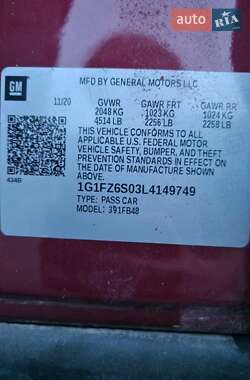 AUTO
RIA
GM
MFD BY GENERAL MOTORS LLC
11/20 GVWR GAWR FRT GAWR RR
2048 KG 1023 KG 1024 KG
4514 LB 2256 LB 2258 LB
THIS VEHICLE CONFORMS TO ALL
APPLICABLE U.S. FEDERAL MOTOR
VEHICLE SAFETY, BUMPER, AND THEFT
PREVENTION STANDARDS IN EFFECT
ON THE DATE OF MANUFACTURE SHOWN
ABOVE.
1G1FZ6S03L4149749
TYPE: PASS CAR
MODEL: 391FB48